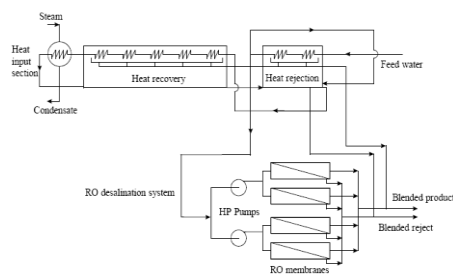 Steam
Heat
input
section
Heat recovery
Heat rejection
Feed water
Condensate
RO desalination system
HP Pumps
Blended product
Blended reject
RO membranes